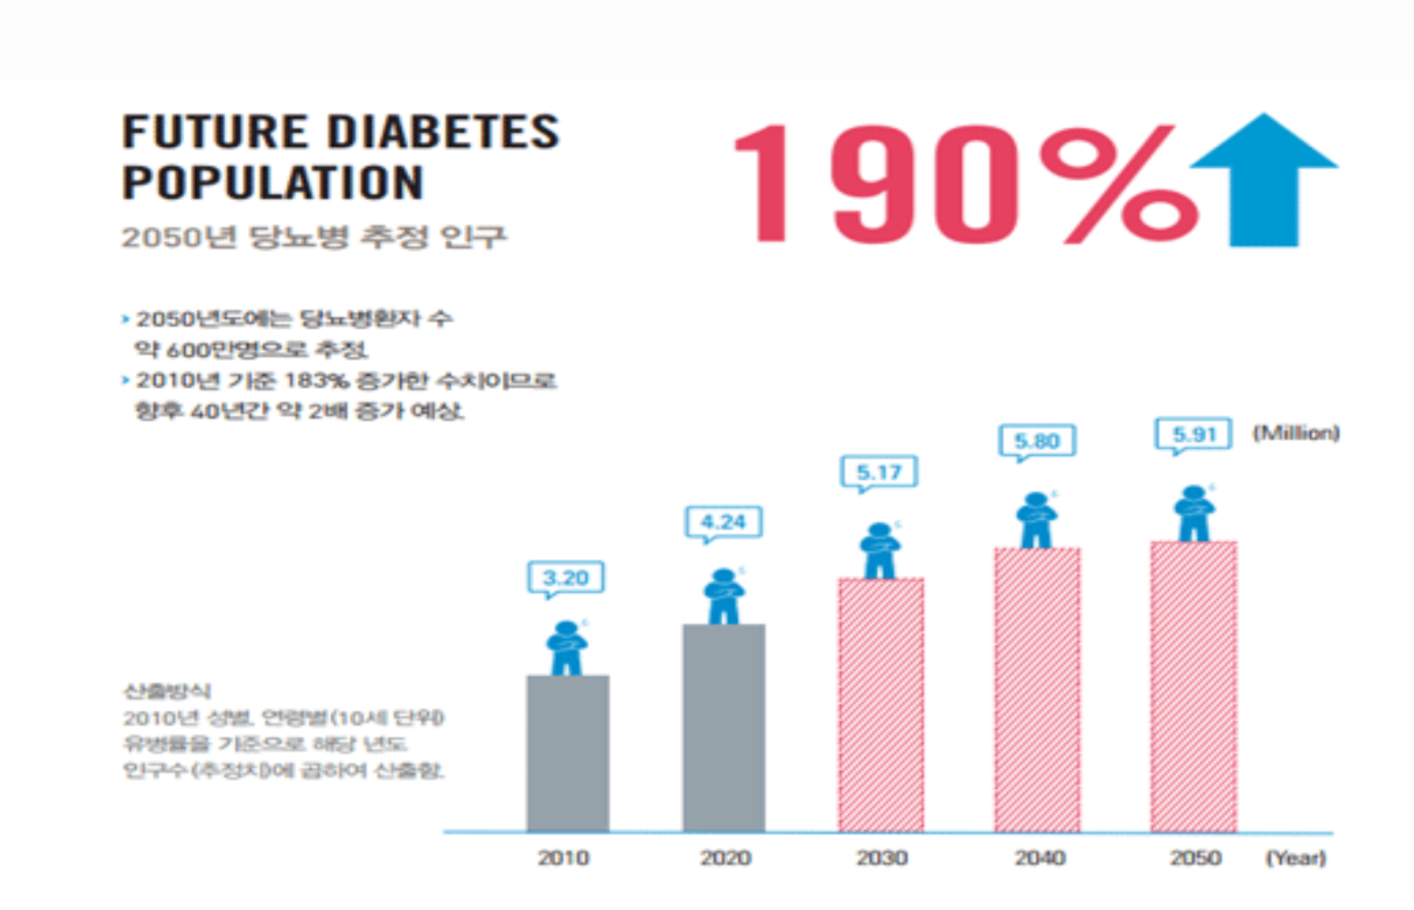 FUTURE DIABETES
POPULATION
2050년 당뇨병 추정 인구
190%
› 2050년도에는 당뇨병환자 수
약 600만명으로 추정.
› 2010년 기준 183% 증가한 수치이므로
향후 40년간 약 2배 증가 예상.
3.20
4.24
5.17
5.80
5.91
(Million)
산출방식
2010년 성별, 연령별(10세 단위)
유병률을 기준으로 해당 년도
인구수(추정치)에 곱하여 산출함.
2010
2020
2030
2040
2050
(Year)